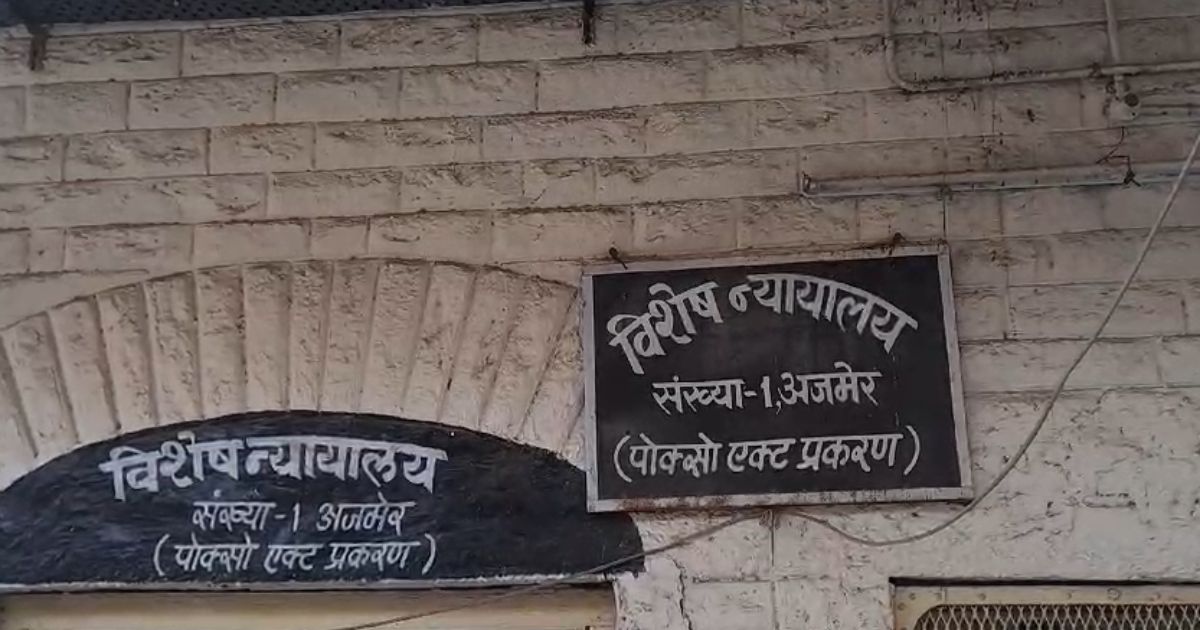 विशेष न्यायालय
संख्या-1 अजमेर
(पोक्सो एक्ट प्रकरण)
विशेष न्यायालय
संख्या-1,अजमेर
(पोक्सो एक्ट प्रकरण)